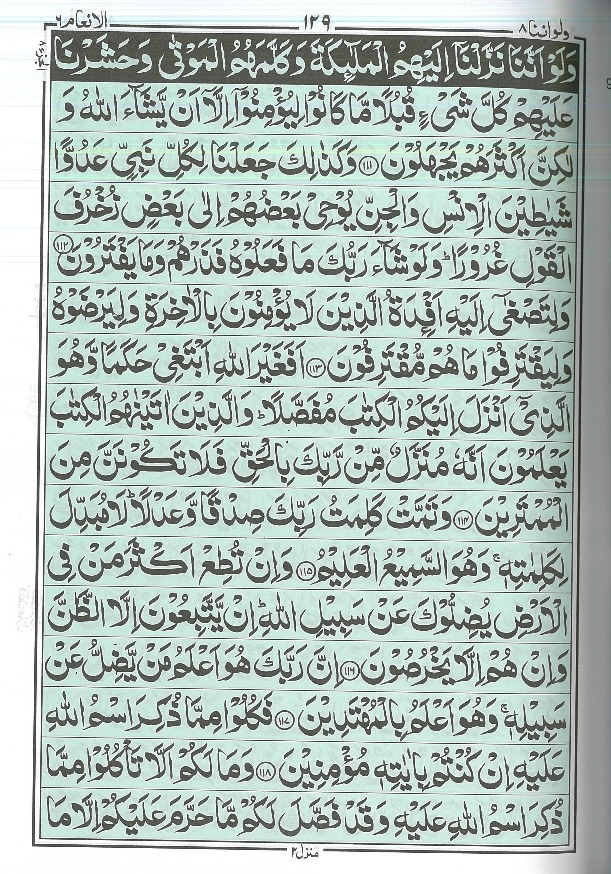 ولواننا ٨ ١٢٩ الانعام ٦
وَلَوْ اَنَّنَا نَزَّلْنَاۤ اِلَيْهِمُ الْمَلٰٓئِكَةَ وَكَلَّمَهُمُ الْمَوْتٰى وَحَشَرْنَا
عَلَيْهِمْ كُلَّ شَيْءٍ قُبُلًا مَّا كَانُوْا لِيُؤْمِنُوْۤا اِلَّاۤ اَنْ يَّشَآءَ اللّٰهُ وَ
لٰكِنَّ اَكْثَرَهُمْ يَجْهَلُوْنَ ۝١١١ وَكَذٰلِكَ جَعَلْنَا لِكُلِّ نَبِيٍّ عَدُوًّا
شَيٰطِيْنَ الْاِنْسِ وَالْجِنِّ يُوْحِيْ بَعْضُهُمْ اِلٰى بَعْضٍ زُخْرُفَ
الْقَوْلِ غُرُوْرًا ؕ وَلَوْ شَآءَ رَبُّكَ مَا فَعَلُوْهُ فَذَرْهُمْ وَمَا يَفْتَرُوْنَ ۝١١٢
وَلِتَصْغٰۤى اِلَيْهِ اَفْـِٕدَةُ الَّذِيْنَ لَا يُؤْمِنُوْنَ بِالْاٰخِرَةِ وَلِيَرْضَوْهُ
وَلِيَقْتَرِفُوْا مَا هُمْ مُّقْتَرِفُوْنَ ۝١١٣ اَفَغَيْرَ اللّٰهِ اَبْتَغِيْ حَكَمًا وَّهُوَ
الَّذِيْۤ اَنْزَلَ اِلَيْكُمُ الْكِتٰبَ مُفَصَّلًا ؕ وَالَّذِيْنَ اٰتَيْنٰهُمُ الْكِتٰبَ
يَعْلَمُوْنَ اَنَّهٗ مُنَزَّلٌ مِّنْ رَّبِّكَ بِالْحَقِّ فَلَا تَكُوْنَنَّ مِنَ
الْمُمْتَرِيْنَ ۝١١٤ وَتَمَّتْ كَلِمَتُ رَبِّكَ صِدْقًا وَّعَدْلًا ؕ لَا مُبَدِّلَ
لِكَلِمٰتِهٖ ۚ وَهُوَ السَّمِيْعُ الْعَلِيْمُ ۝١١٥ وَاِنْ تُطِعْ اَكْثَرَ مَنْ فِي
الْاَرْضِ يُضِلُّوْكَ عَنْ سَبِيْلِ اللّٰهِ ؕ اِنْ يَّتَّبِعُوْنَ اِلَّا الظَّنَّ
وَاِنْ هُمْ اِلَّا يَخْرُصُوْنَ ۝١١٦ اِنَّ رَبَّكَ هُوَ اَعْلَمُ مَنْ يَّضِلُّ عَنْ
سَبِيْلِهٖ ۚ وَهُوَ اَعْلَمُ بِالْمُهْتَدِيْنَ ۝١١٧ فَكُلُوْا مِمَّا ذُكِرَ اسْمُ اللّٰهِ
عَلَيْهِ اِنْ كُنْتُمْ بِاٰيٰتِهٖ مُؤْمِنِيْنَ ۝١١٨ وَمَا لَكُمْ اَلَّا تَاْكُلُوْا مِمَّا
ذُكِرَ اسْمُ اللّٰهِ عَلَيْهِ وَقَدْ فَصَّلَ لَكُمْ مَّا حَرَّمَ عَلَيْكُمْ اِلَّا مَا
منزل ٢